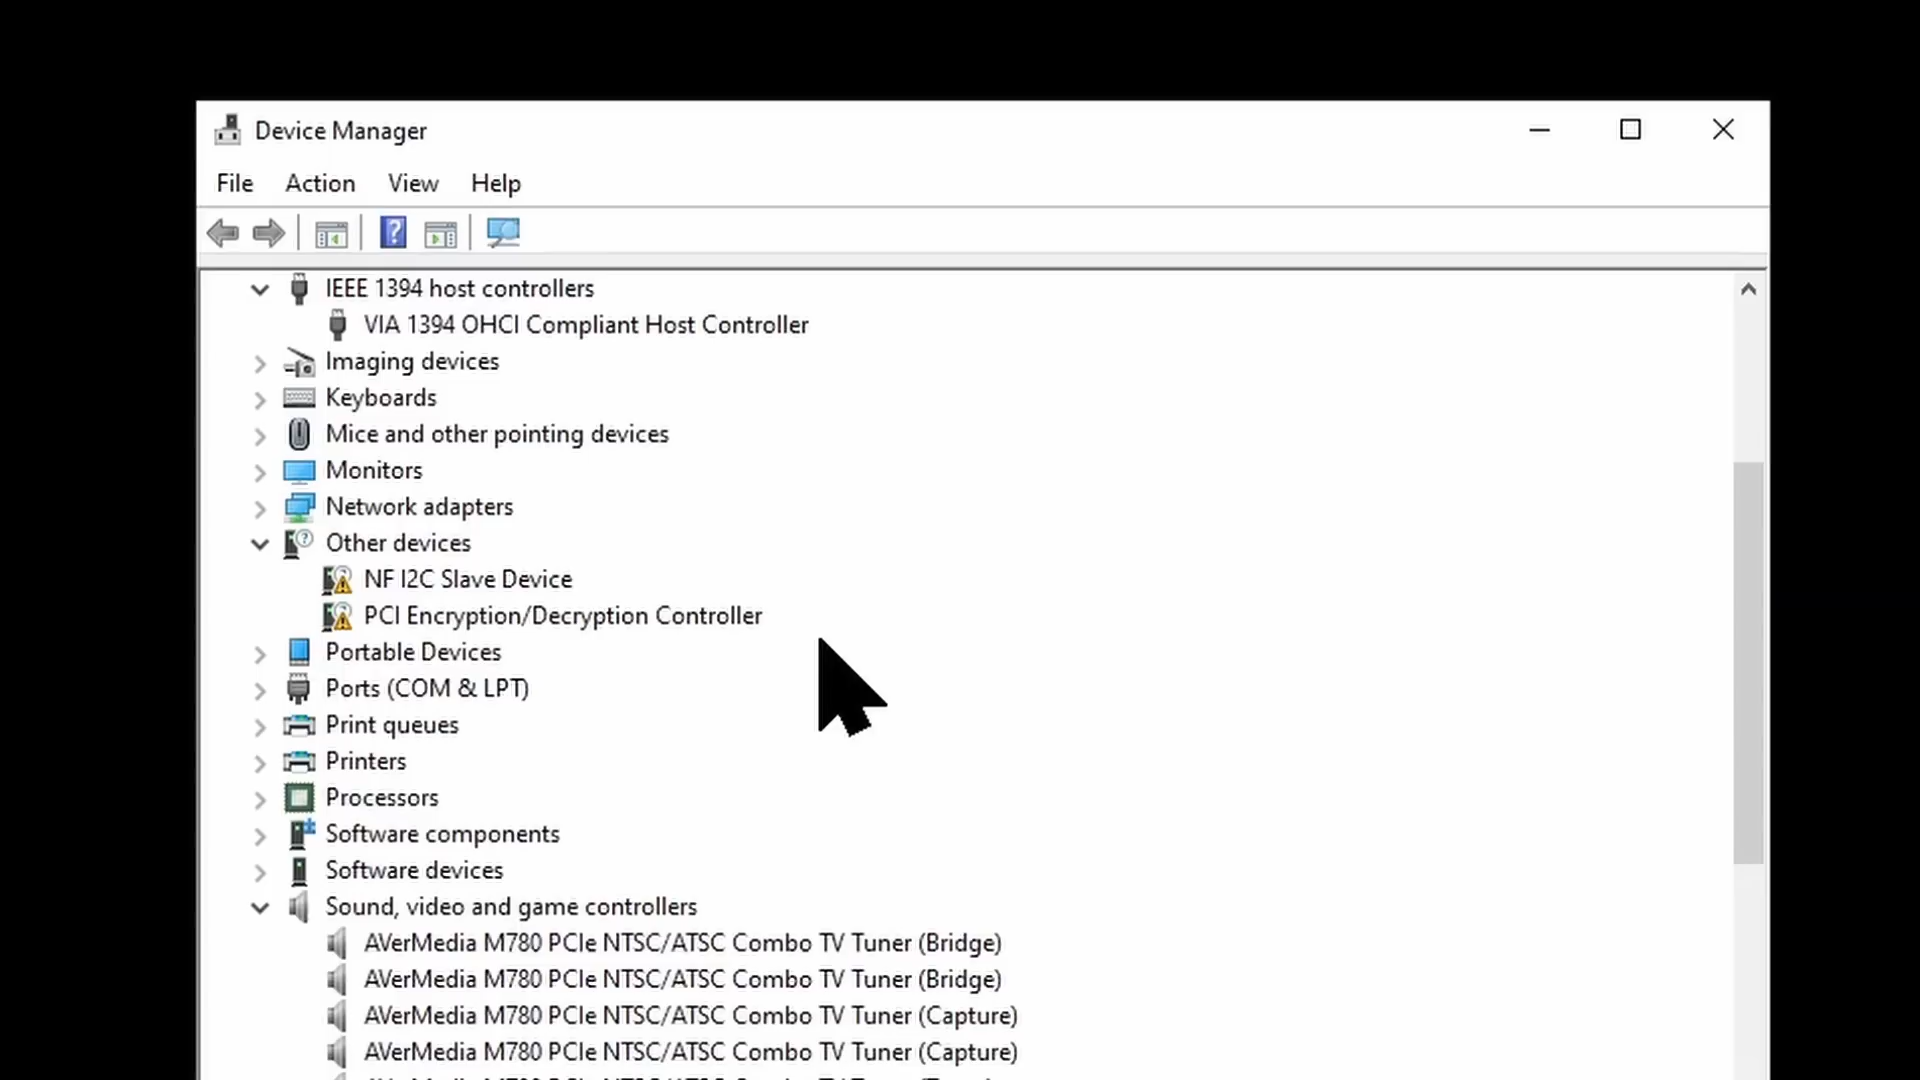 Device Manager
File Action View Help
IEEE 1394 host controllers
VIA 1394 OHCI Compliant Host Controller
Imaging devices
Keyboards
Mice and other pointing devices
Monitors
Network adapters
Other devices
NF I2C Slave Device
PCI Encryption/Decryption Controller
Portable Devices
Ports (COM & LPT)
Print queues
Printers
Processors
Software components
Software devices
Sound, video and game controllers
AVerMedia M780 PCIe NTSC/ATSC Combo TV Tuner (Bridge)
AVerMedia M780 PCIe NTSC/ATSC Combo TV Tuner (Bridge)
AVerMedia M780 PCIe NTSC/ATSC Combo TV Tuner (Capture)
AVerMedia M780 PCIe NTSC/ATSC Combo TV Tuner (Capture)